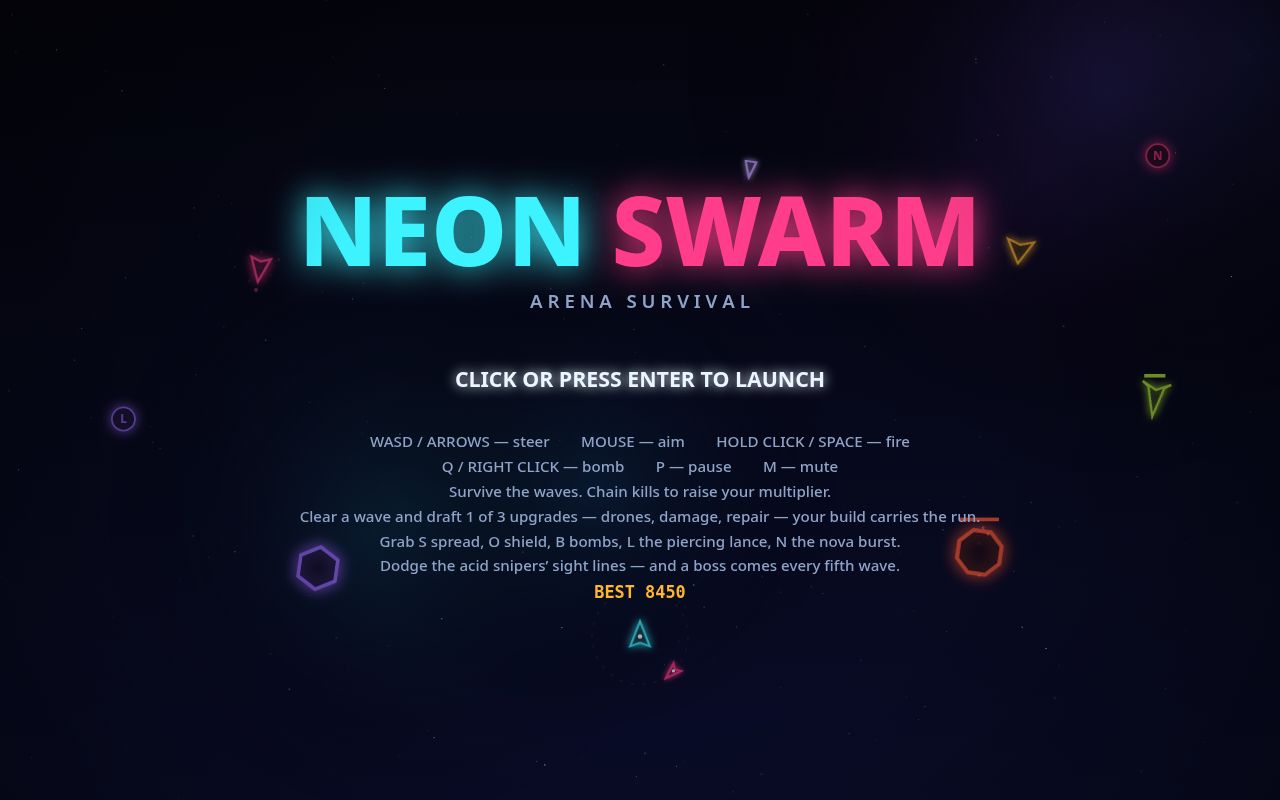 N
NEON SWARM
ARENA SURVIVAL
CLICK OR PRESS ENTER TO LAUNCH
L
WASD / ARROWS — steer MOUSE — aim HOLD CLICK / SPACE — fire
Q / RIGHT CLICK — bomb P — pause M — mute
Survive the waves. Chain kills to raise your multiplier.
Clear a wave and draft 1 of 3 upgrades — drones, damage, repair — your build carries the run.
Grab S spread, O shield, B bombs, L the piercing lance, N the nova burst.
Dodge the acid snipers’ sight lines — and a boss comes every fifth wave.
BEST 8450